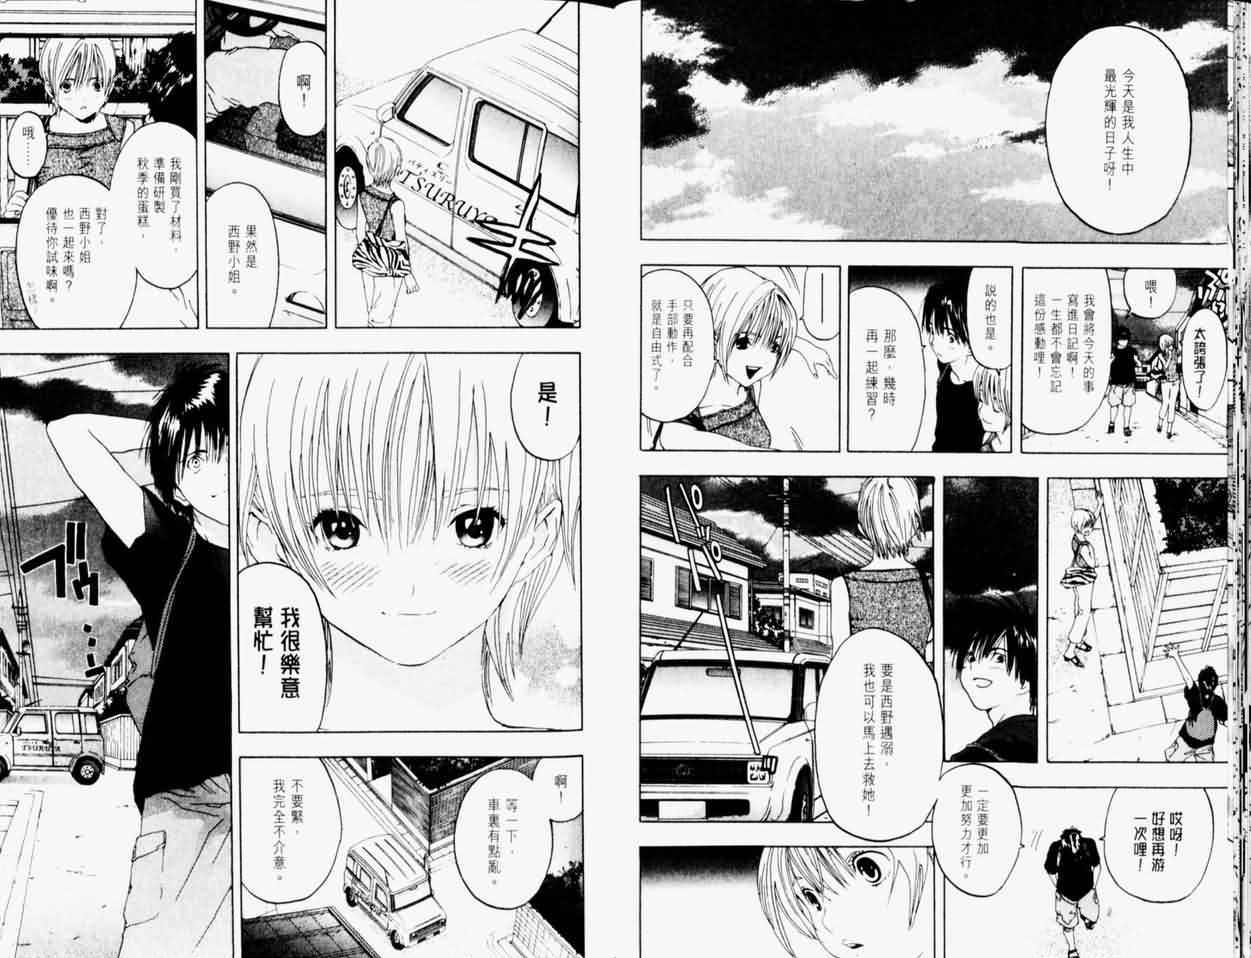 今天是我人生中
最光輝的日子呀！
喂！
太誇張了！
我會將今天的事
寫進日記啊！
一生都不會忘記
這份感動哩！
說的也是。
那麼，幾時
再一起練習？
只要再配合
手部動作，
就是自由式了。
要是西野遇溺，
我也可以馬上去救她！
哎呀！
好想再游
一次哩！
一定要更加
更加努力才行。
TSURUYA
啊！
果然是
西野小姐。
我剛買了材料，
準備研製
秋季的蛋糕，
哦……
對了，
西野小姐
也一起來嗎？
優待你試味啊。
是！
我很樂意
幫忙！
TSURUYA
啊！
等一下，
車裏有點亂。
不要緊，
我完全不介意。